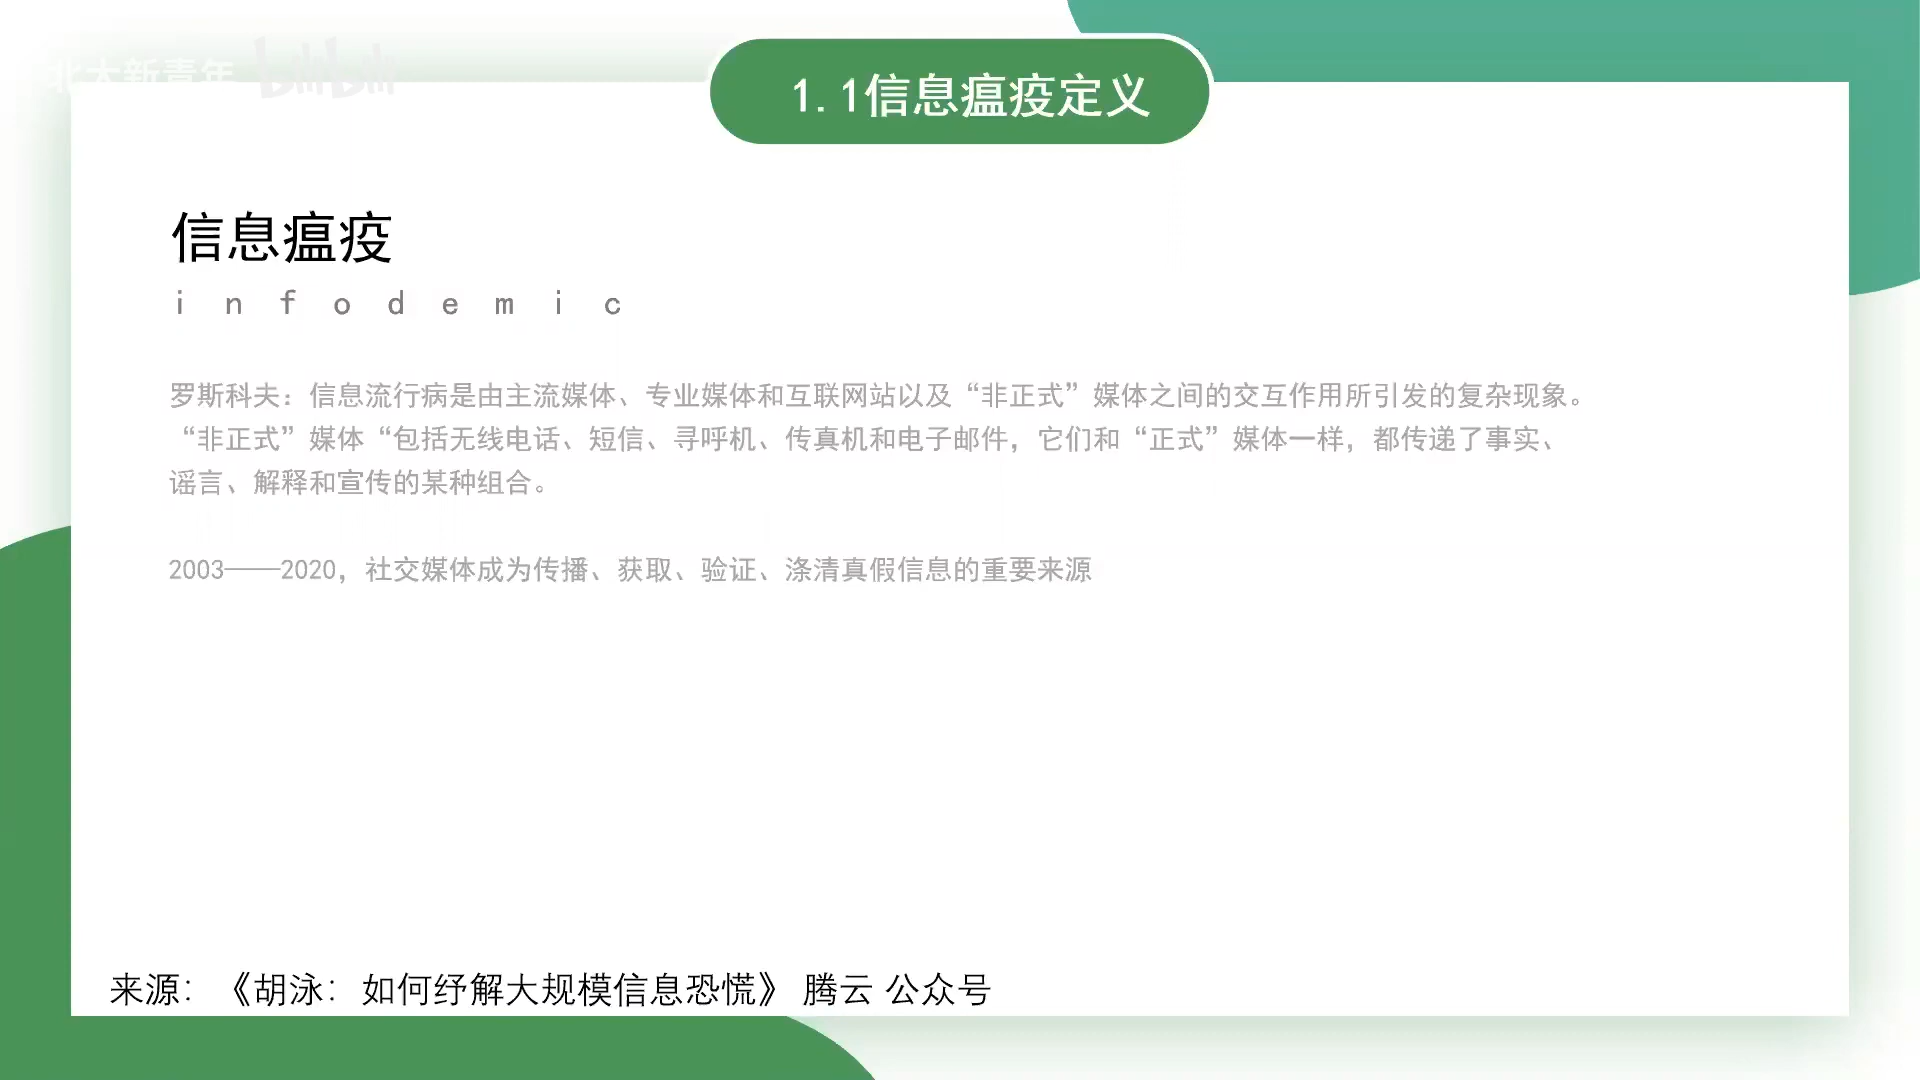 北大新青年 bilibili
1.1信息瘟疫定义
信息瘟疫
infodemic
罗斯科夫：信息流行病是由主流媒体、专业媒体和互联网站以及“非正式”媒体之间的交互作用所引发的复杂现象。
“非正式”媒体“包括无线电话、短信、寻呼机、传真机和电子邮件，它们和“正式”媒体一样，都传递了事实、
谣言、解释和宣传的某种组合。
2003——2020，社交媒体成为传播、获取、验证、涤清真假信息的重要来源
来源：《胡泳：如何纾解大规模信息恐慌》 腾云 公众号